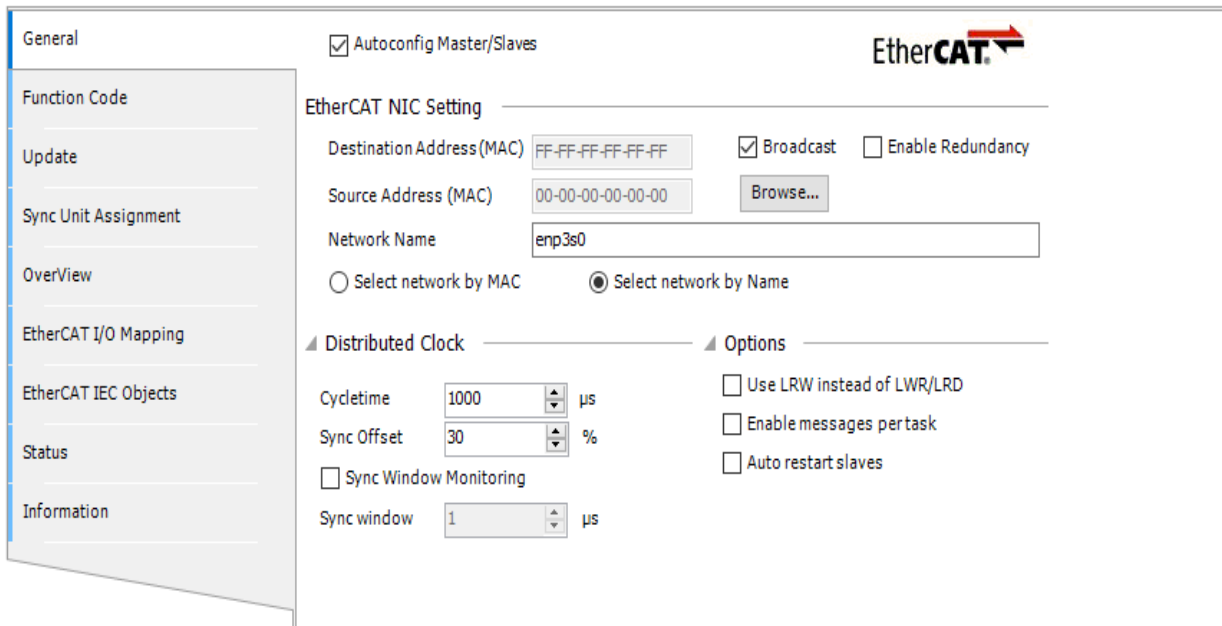 General
Function Code
Update
Sync Unit Assignment
OverView
EtherCAT I/O Mapping
EtherCAT IEC Objects
Status
Information
Autoconfig Master/Slaves
EtherCAT®
EtherCAT NIC Setting
Destination Address (MAC) FF-FF-FF-FF-FF-FF Broadcast Enable Redundancy
Source Address (MAC) 00-00-00-00-00-00 Browse...
Network Name enp3s0
Select network by MAC Select network by Name
Distributed Clock
Cycletime 1000 µs
Sync Offset 30 %
Sync Window Monitoring
Sync window 1 µs
Options
Use LRW instead of LWR/LRD
Enable messages per task
Auto restart slaves